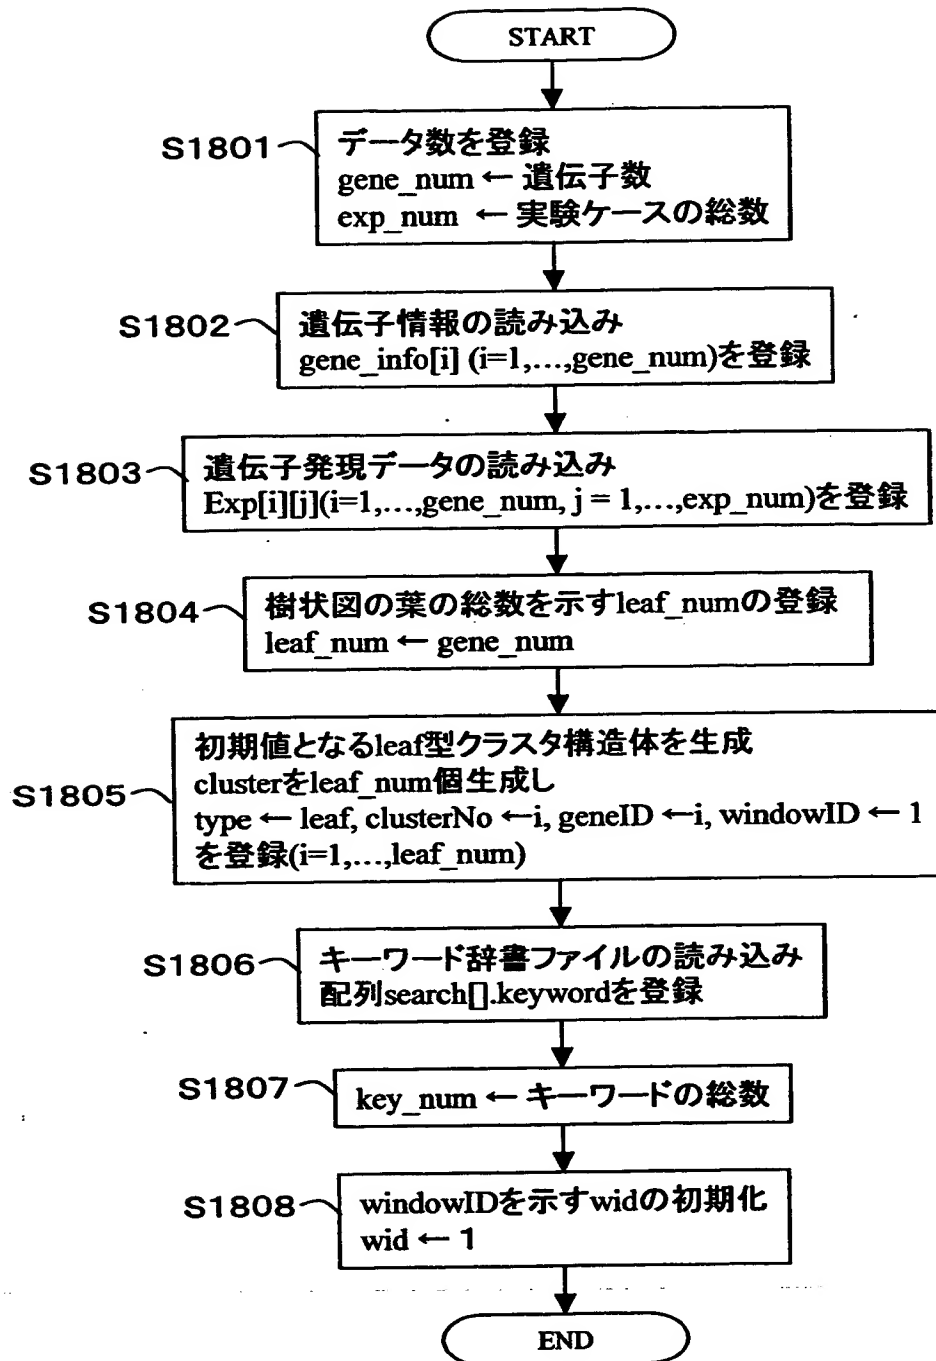 START
S1801
データ数を登録
gene_num ← 遺伝子数
exp_num ← 実験ケースの総数
S1802
遺伝子情報の読み込み
gene_info[i] (i=1,...,gene_num)を登録
S1803
遺伝子発現データの読み込み
Exp[i][j](i=1,...,gene_num, j = 1,...,exp_num)を登録
S1804
樹状図の葉の総数を示すleaf_numの登録
leaf_num ← gene_num
S1805
初期値となるleaf型クラスタ構造体を生成
clusterをleaf_num個生成し
type ← leaf, clusterNo ←i, geneID ←i, windowID ← 1
を登録(i=1,...,leaf_num)
S1806
キーワード辞書ファイルの読み込み
配列search[].keywordを登録
S1807
key_num ← キーワードの総数
S1808
windowIDを示すwidの初期化
wid ← 1
END